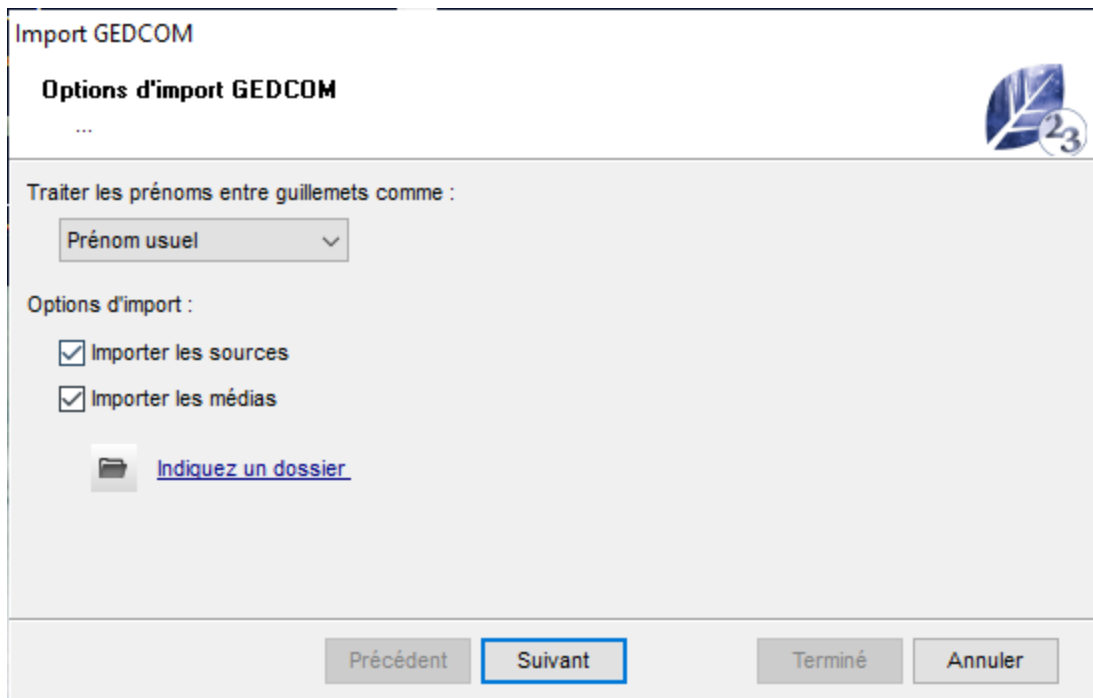 Import GEDCOM
Options d'import GEDCOM
...
23
Traiter les prénoms entre guillemets comme :
Prénom usuel
Options d'import :
Importer les sources
Importer les médias
Indiquez un dossier
Précédent Suivant Terminé Annuler